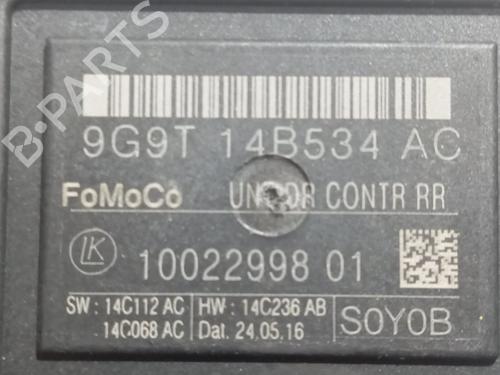 9G9T 14B534 AC
FoMoCo CONTR RR
LK 10022998 01
SW : 14C112 AC HW : 14C236 AB
14C068 AC Dat. 24.05.16 S0Y0B
B-PARTS